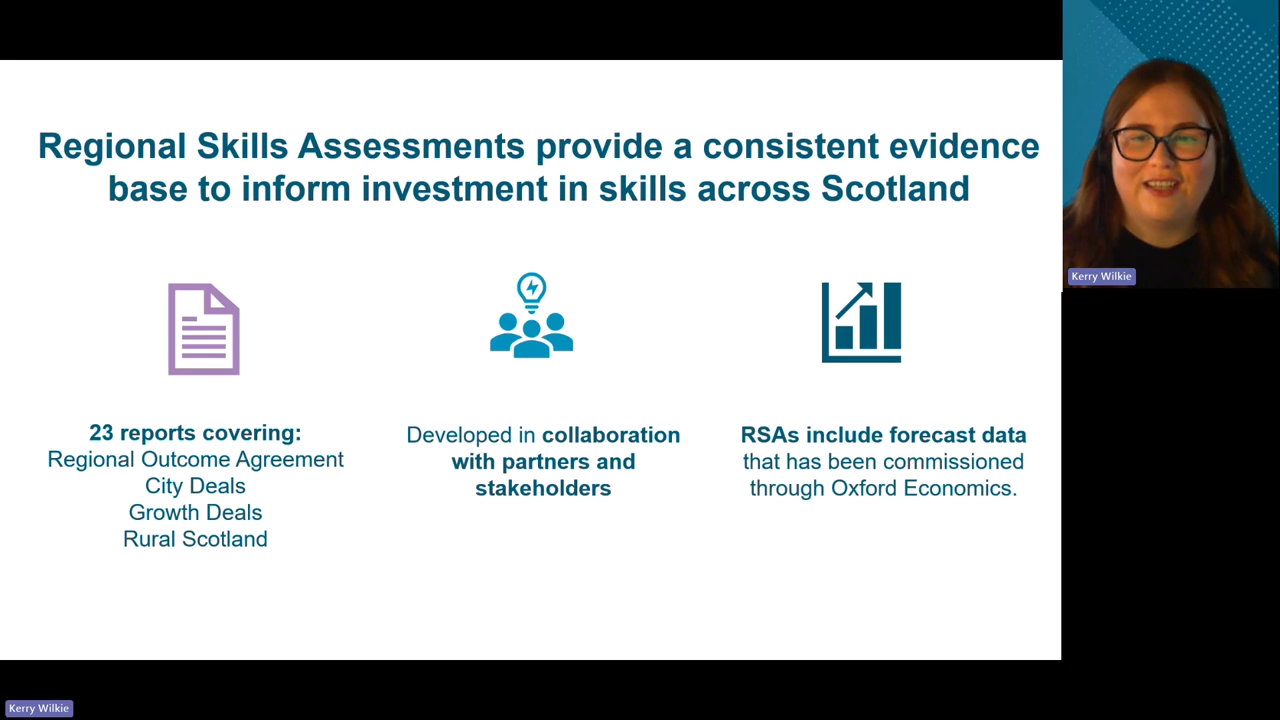 Regional Skills Assessments provide a consistent evidence
base to inform investment in skills across Scotland
23 reports covering:
Regional Outcome Agreement
City Deals
Growth Deals
Rural Scotland
Developed in collaboration
with partners and
stakeholders
RSAs include forecast data
that has been commissioned
through Oxford Economics.
Kerry Wilkie
Kerry Wilkie